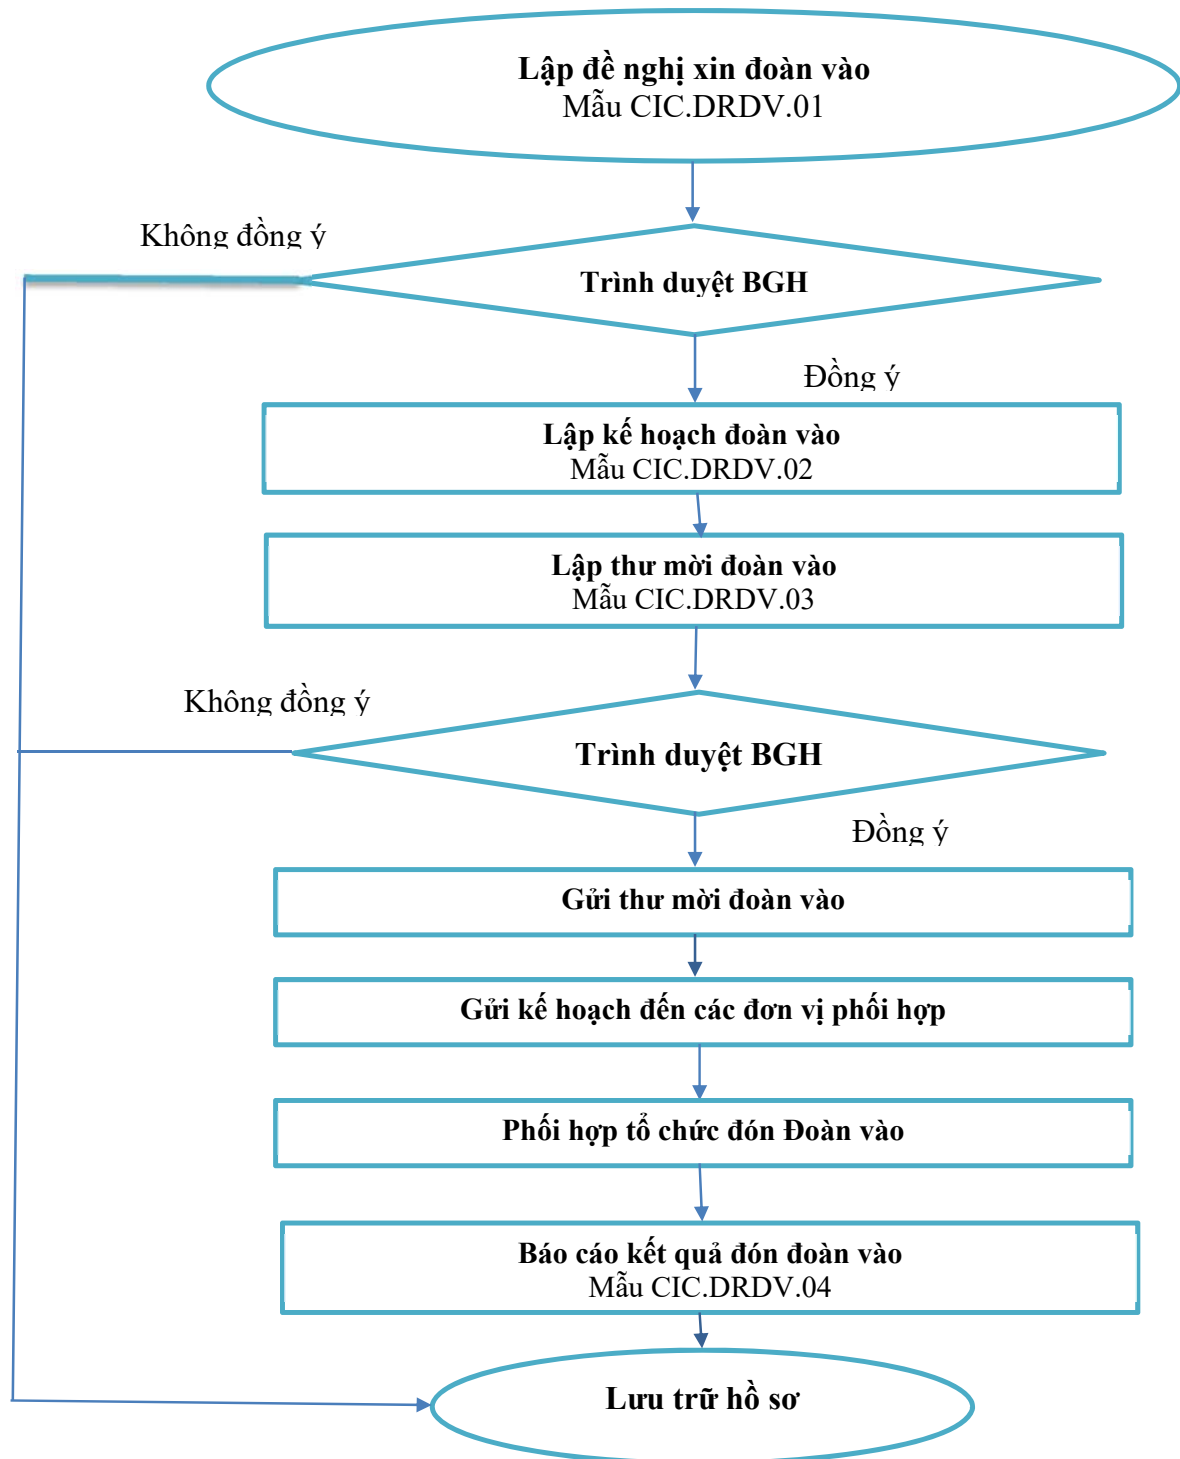 Lập đề nghị xin đoàn vào
Mẫu CIC.DRDV.01
Không đồng ý
Trình duyệt BGH
Đồng ý
Lập kế hoạch đoàn vào
Mẫu CIC.DRDV.02
Lập thư mời đoàn vào
Mẫu CIC.DRDV.03
Không đồng ý
Trình duyệt BGH
Đồng ý
Gửi thư mời đoàn vào
Gửi kế hoạch đến các đơn vị phối hợp
Phối hợp tổ chức đón Đoàn vào
Báo cáo kết quả đón đoàn vào
Mẫu CIC.DRDV.04
Lưu trữ hồ sơ